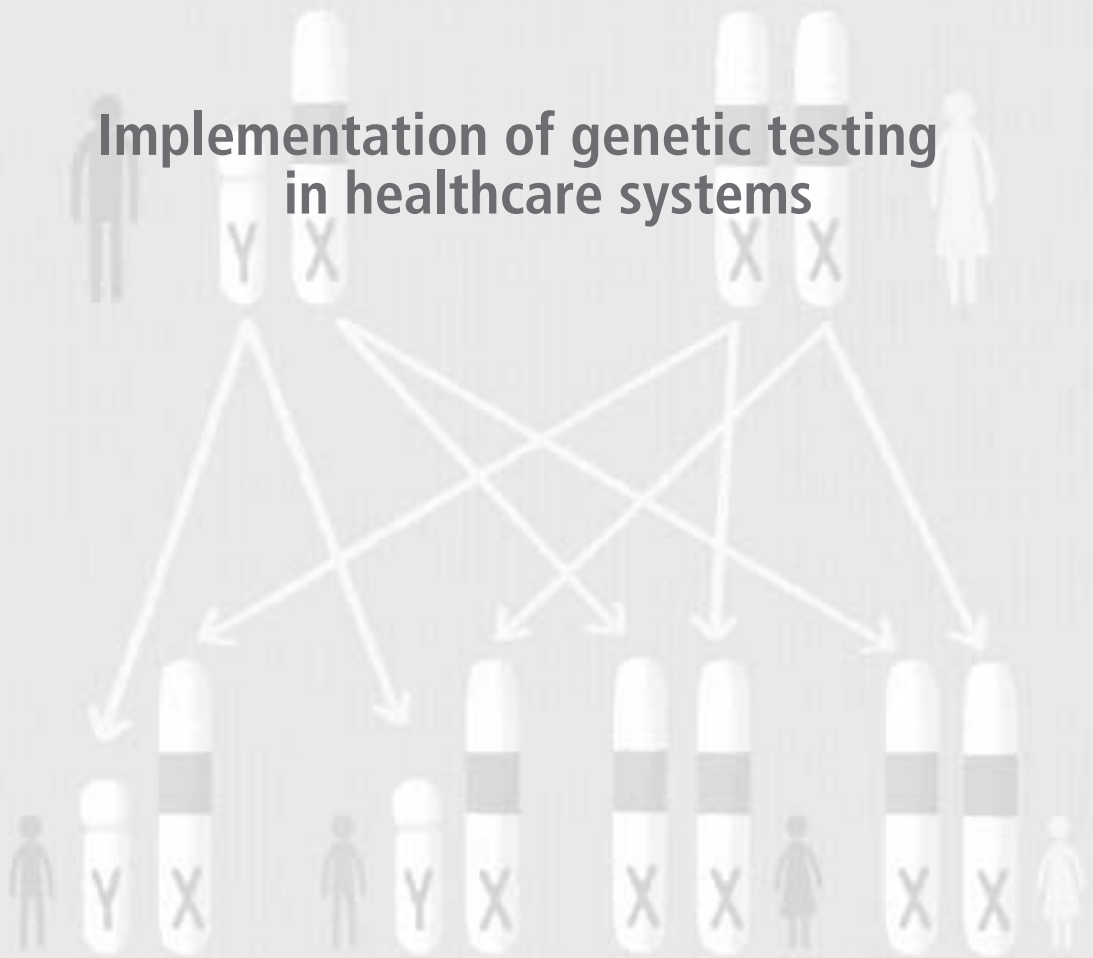 Implementation of genetic testing
in healthcare systems
Y X X X
Y X Y X X X X X